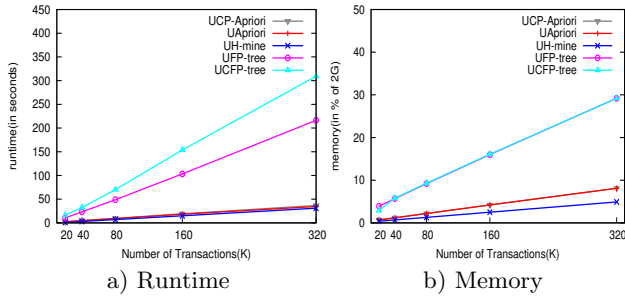 UCP-Apriori
UApriori
UH-mine
UFP-tree
UCFP-tree
450
400
350
300
250
200
150
100
50
0
runtime(in seconds)
20 40 80 160 320
Number of Transactions(K)
a) Runtime
UCP-Apriori
UApriori
UH-mine
UFP-tree
UCFP-tree
50
40
30
20
10
0
memory(in % of 2G)
20 40 80 160 320
Number of Transactions(K)
b) Memory